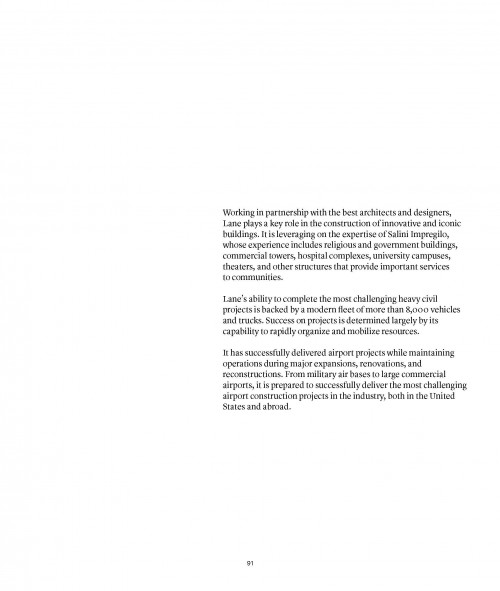 Working in partnership with the best architects and designers,
Lane plays a key role in the construction of innovative and iconic
buildings. It is leveraging on the expertise of Salini Impregilo,
whose experience includes religious and government buildings,
commercial towers, hospital complexes, university campuses,
theaters, and other structures that provide important services
to communities.
Lane’s ability to complete the most challenging heavy civil
projects is backed by a modern fleet of more than 8,000 vehicles
and trucks. Success on projects is determined largely by its
capability to rapidly organize and mobilize resources.
It has successfully delivered airport projects while maintaining
operations during major expansions, renovations, and
reconstructions. From military air bases to large commercial
airports, it is prepared to successfully deliver the most challenging
airport construction projects in the industry, both in the United
States and abroad.
91